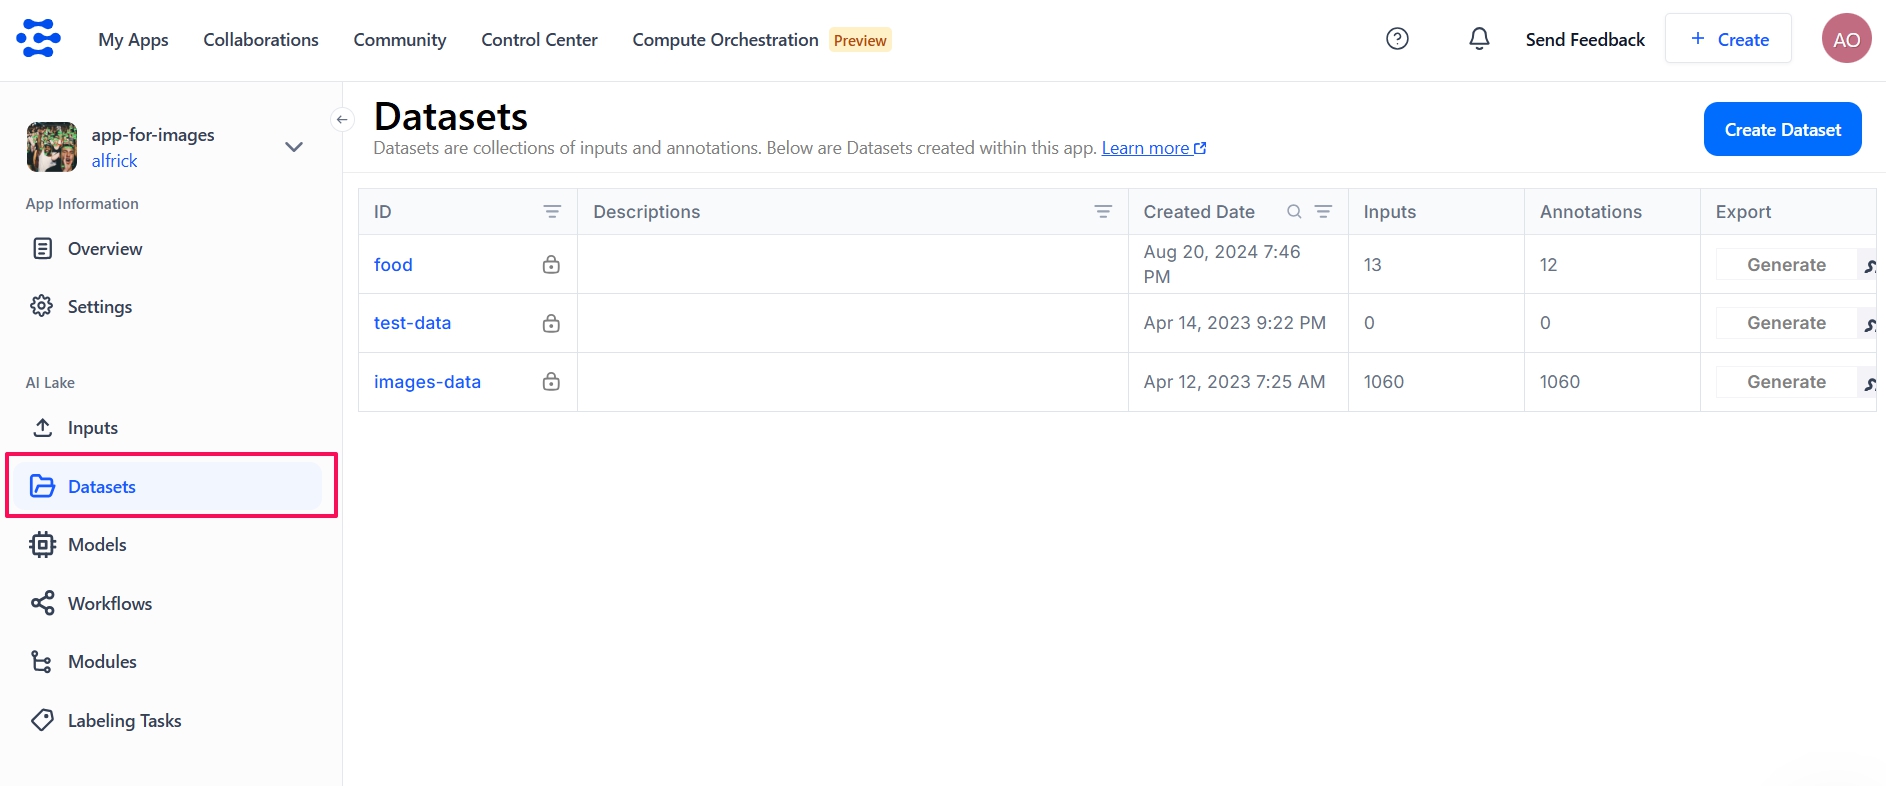 My Apps Collaborations Community Control Center Compute Orchestration Preview Send Feedback + Create AO
app-for-images
alfrick
App Information
Overview
Settings
AI Lake
Inputs
Datasets
Models
Workflows
Modules
Labeling Tasks
Datasets
Datasets are collections of inputs and annotations. Below are Datasets created within this app. Learn more
Create Dataset
ID Descriptions Created Date Inputs Annotations Export
food Aug 20, 2024 7:46 PM 13 12 Generate
test-data Apr 14, 2023 9:22 PM 0 0 Generate
images-data Apr 12, 2023 7:25 AM 1060 1060 Generate